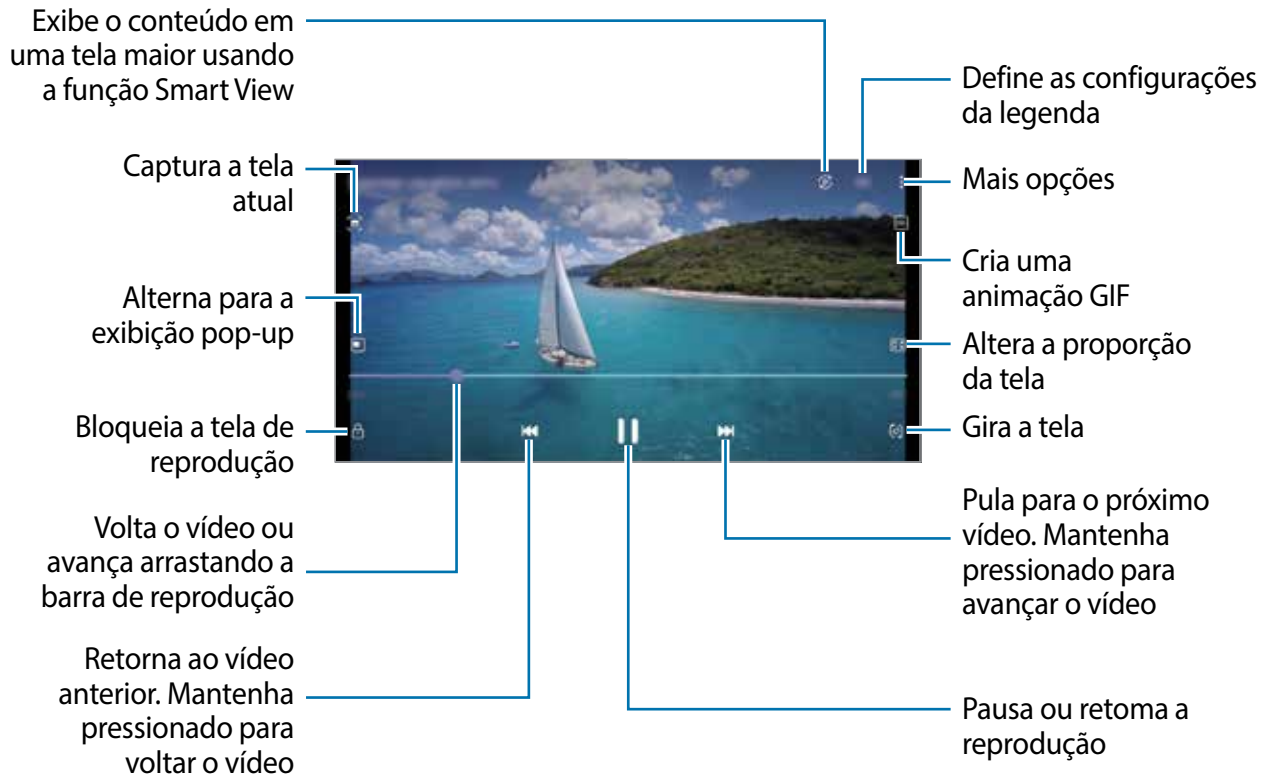 Exibe o conteúdo em
uma tela maior usando
a função Smart View
Captura a tela
atual
Alterna para a
exibição pop-up
Bloqueia a tela de
reprodução
Volta o vídeo ou
avança arrastando a
barra de reprodução
Retorna ao vídeo
anterior. Mantenha
pressionado para
voltar o vídeo
Define as configurações
da legenda
Mais opções
Cria uma
animação GIF
Altera a proporção
da tela
Gira a tela
Pula para o próximo
vídeo. Mantenha
pressionado para
avançar o vídeo
Pausa ou retoma a
reprodução